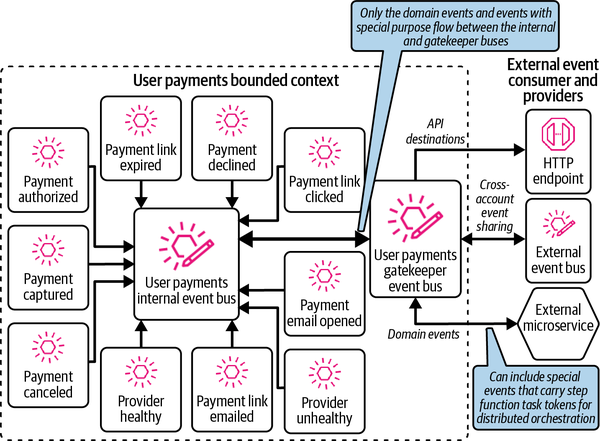 Only the domain events and events with
special purpose flow between the internal
and gatekeeper buses
User payments bounded context
External event
consumer and
providers
Payment
authorized
Payment link
expired
Payment
declined
Payment link
clicked
API
destinations
HTTP
endpoint
Payment
captured
User payments
internal event bus
User payments
gatekeeper
event bus
Cross-
account
event
sharing
External
event bus
Payment
email opened
Payment
canceled
Provider
healthy
Payment link
emailed
Provider
unhealthy
Domain events
External
microservice
Can include special
events that carry step
function task tokens for
distributed orchestration